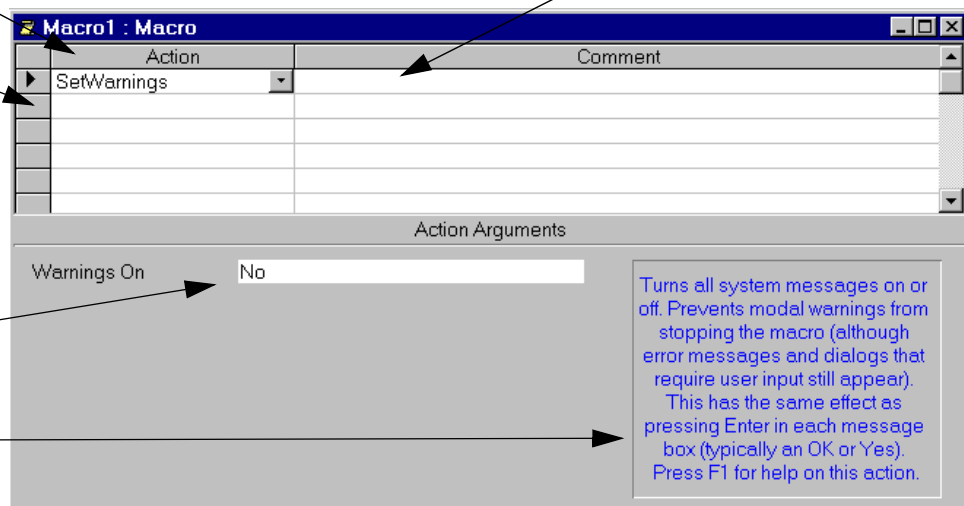 Macro1 : Macro
Action Comment
SetWarnings
Action Arguments
Warnings On No
Turns all system messages on or
off. Prevents modal warnings from
stopping the macro (although
error messages and dialogs that
require user input still appear).
This has the same effect as
pressing Enter in each message
box (typically an OK or Yes).
Press F1 for help on this action.